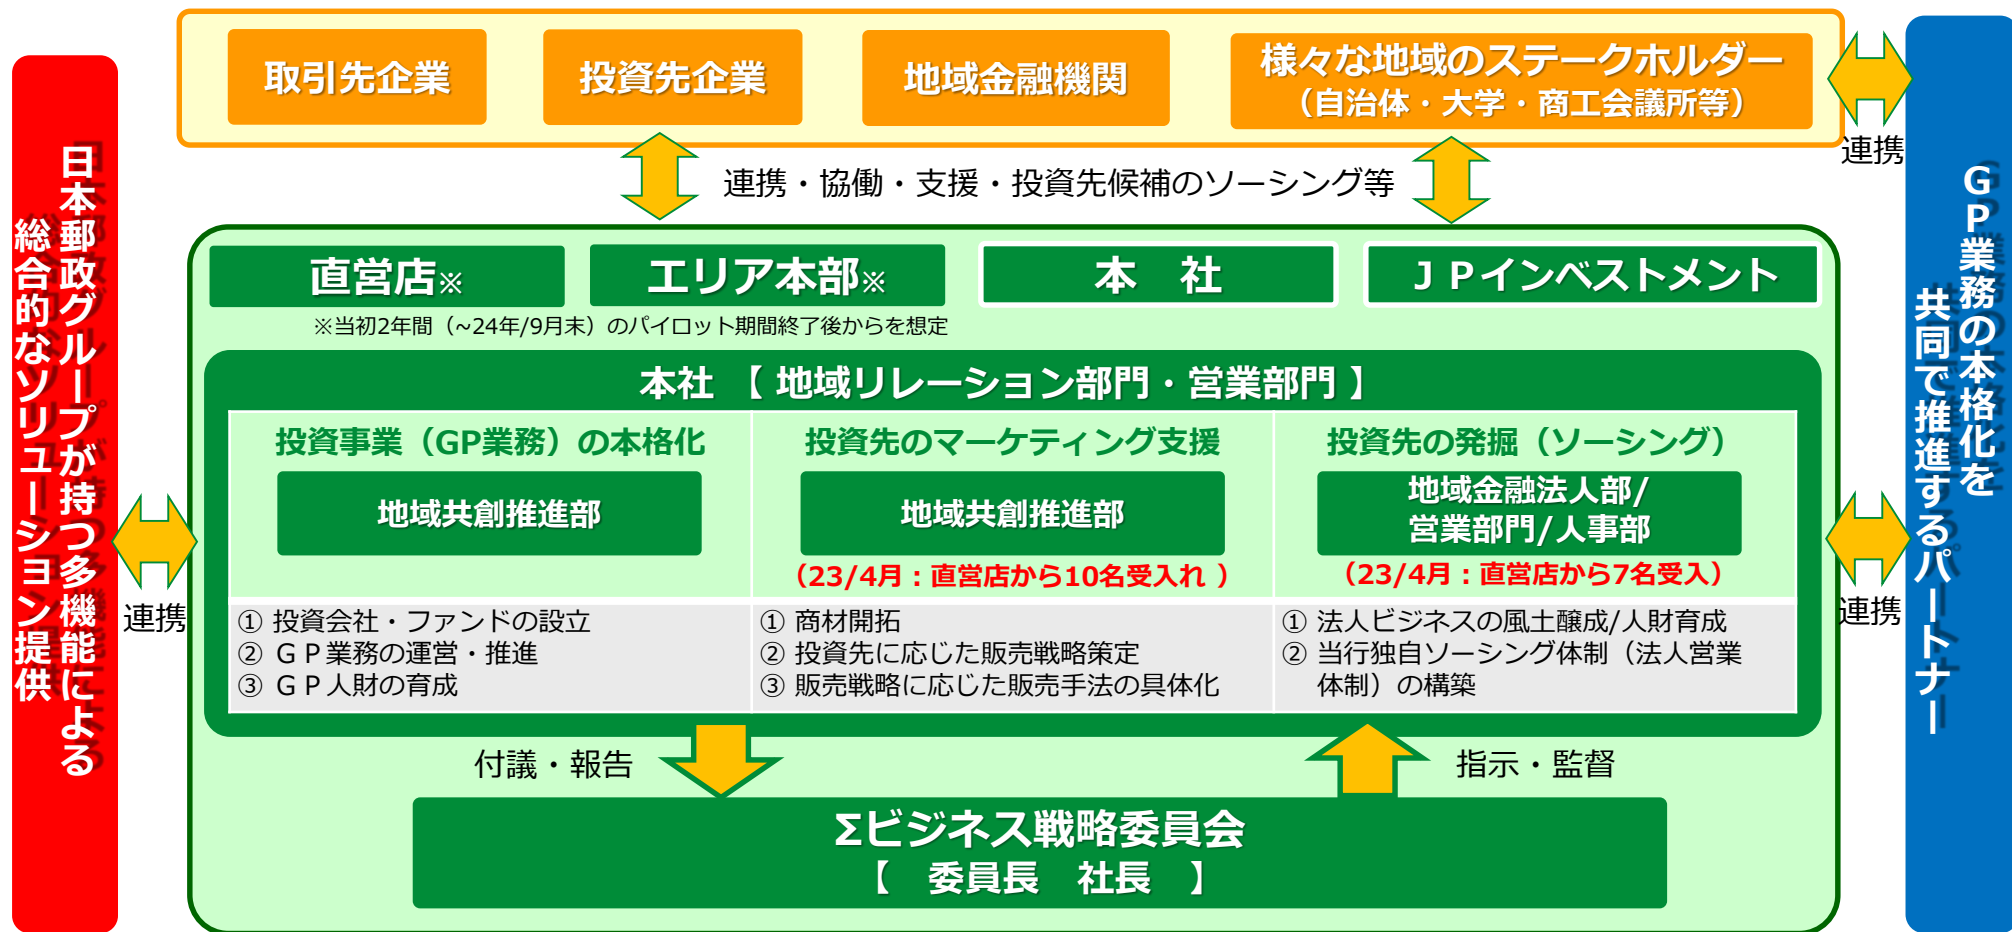 取引先企業
投資先企業
地域金融機関
様々な地域のステークホルダー
（自治体・大学・商工会議所等）
連携
連携・協働・支援・投資先候補のソーシング等
日本郵政グループが持つ多機能による
総合的なソリューション提供
連携
GP業務の本格化を
共同で推進するパートナー
連携
直営店※
エリア本部※
本　社
ＪＰインベストメント
※当初2年間（~24年/9月末）のパイロット期間終了後からを想定
本社 【 地域リレーション部門・営業部門 】
投資事業（GP業務）の本格化
地域共創推進部
① 投資会社・ファンドの設立
② ＧＰ業務の運営・推進
③ ＧＰ人財の育成
投資先のマーケティング支援
地域共創推進部
（23/4月：直営店から10名受入れ ）
① 商材開拓
② 投資先に応じた販売戦略策定
③ 販売戦略に応じた販売手法の具体化
投資先の発掘（ソーシング）
地域金融法人部/
営業部門/人事部
（23/4月：直営店から7名受入）
① 法人ビジネスの風土醸成/人財育成
② 当行独自ソーシング体制（法人営業
体制）の構築
付議・報告
指示・監督
Σビジネス戦略委員会
【　委員長　社長　】